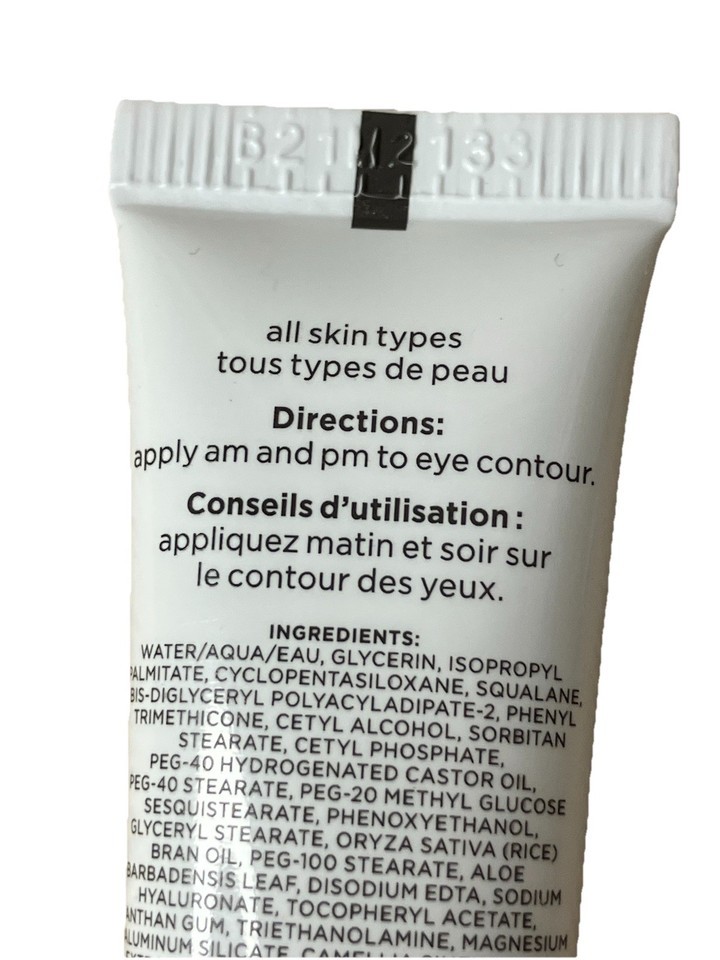 B21 2133
all skin types
tous types de peau
Directions:
apply am and pm to eye contour.
Conseils d'utilisation :
appliquez matin et soir sur
le contour des yeux.
INGREDIENTS:
WATER/AQUA/EAU, GLYCERIN, ISOPROPYL
PALMITATE, CYCLOPENTASILOXANE, SQUALANE,
BIS-DIGLYCERYL POLYACYLADIPATE-2, PHENYL
TRIMETHICONE, CETYL ALCOHOL, SORBITAN
STEARATE, CETYL PHOSPHATE,
PEG-40 HYDROGENATED CASTOR OIL,
PEG-40 STEARATE, PEG-20 METHYL GLUCOSE
SESQUISTEARATE, PHENOXYETHANOL,
GLYCERYL STEARATE, ORYZA SATIVA (RICE)
BRAN OIL, PEG-100 STEARATE, ALOE
BARBADENSIS LEAF, DISODIUM EDTA, SODIUM
HYALURONATE, TOCOPHERYL ACETATE,
XANTHAN GUM, TRIETHANOLAMINE, MAGNESIUM
ALUMINUM SILICATE,